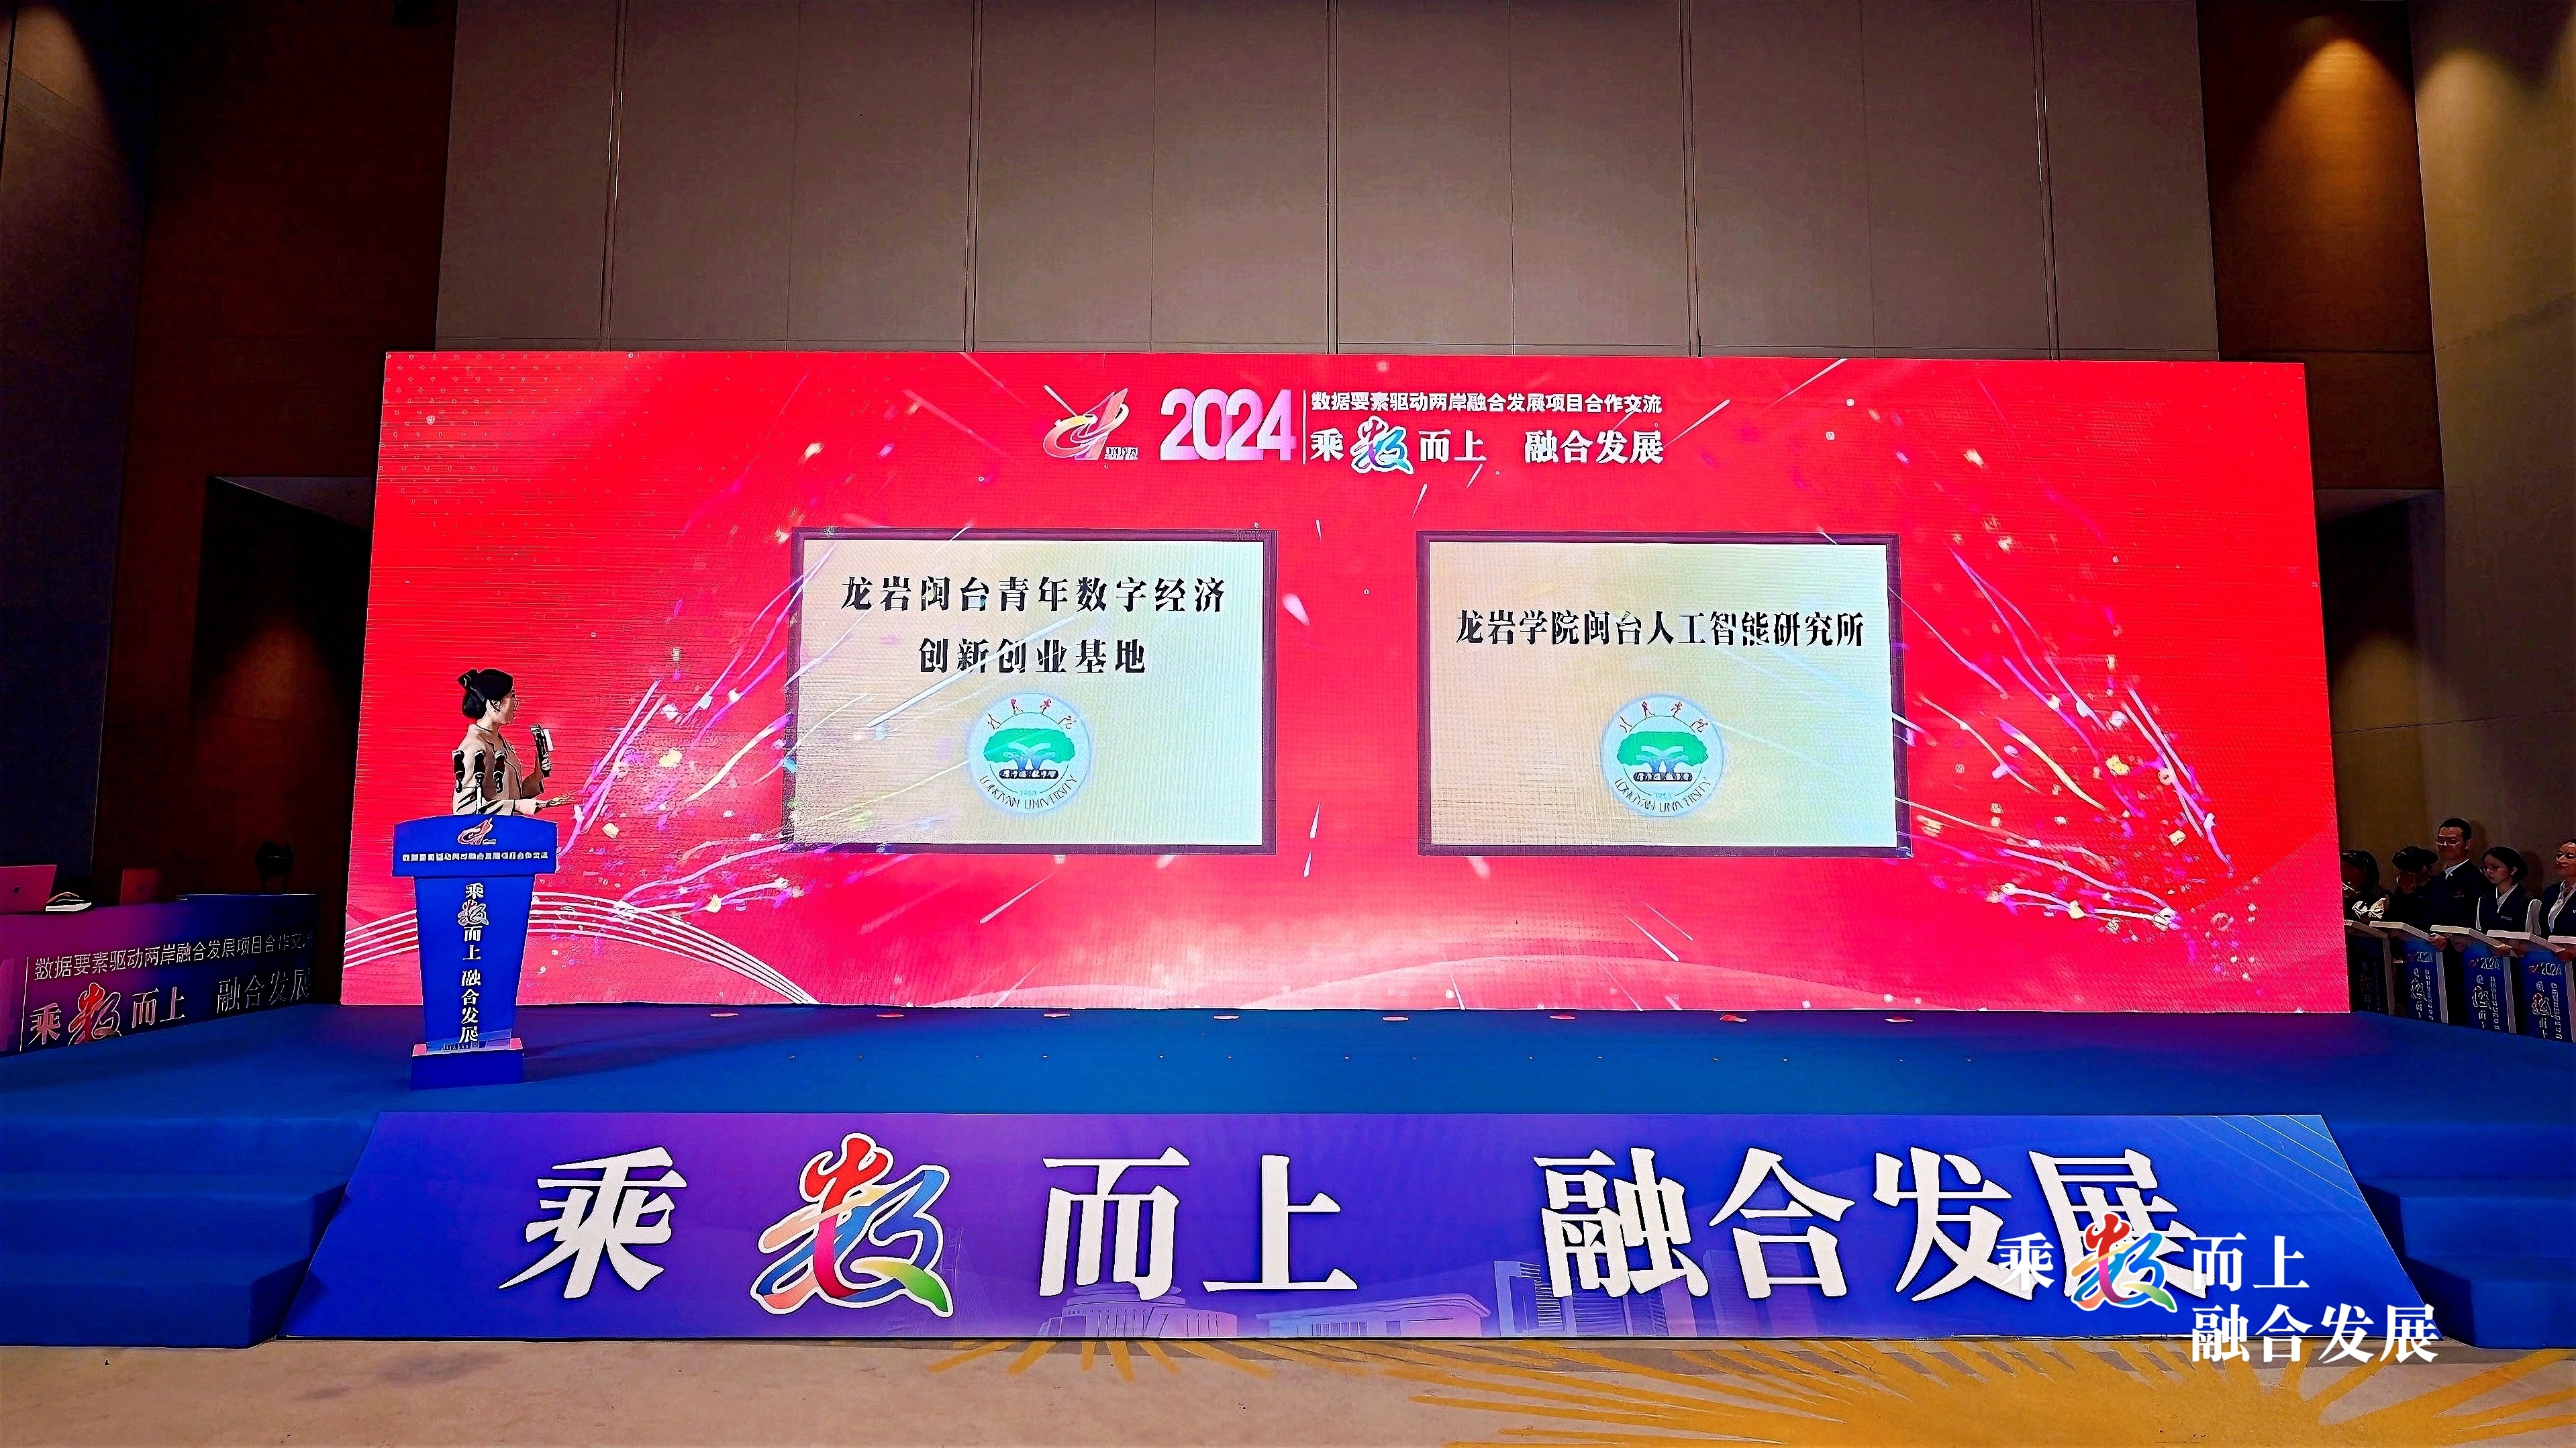 2024
数据要素驱动两岸融合发展项目合作交流
乘数而上 融合发展
龙岩闽台青年数字经济
创新创业基地
LONGYAN UNIVERSITY
龙岩学院闽台人工智能研究所
LONGYAN UNIVERSITY
乘数而上 融合发展
数据要素驱动两岸融合发展项目合作交
乘数而上 融合发展
乘数而上 融合发展
乘数而上
融合发展